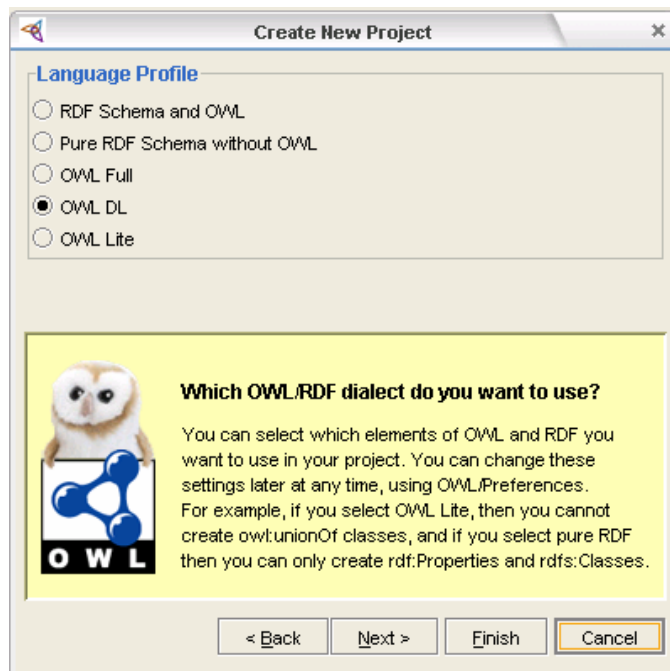 Create New Project
Language Profile
RDF Schema and OWL
Pure RDF Schema without OWL
OWL Full
OWL DL
OWL Lite
Which OWL/RDF dialect do you want to use?
You can select which elements of OWL and RDF you
want to use in your project. You can change these
settings later at any time, using OWL/Preferences.
For example, if you select OWL Lite, then you cannot
create owl:unionOf classes, and if you select pure RDF
then you can only create rdf:Properties and rdfs:Classes.
OWL
< Back
Next >
Finish
Cancel